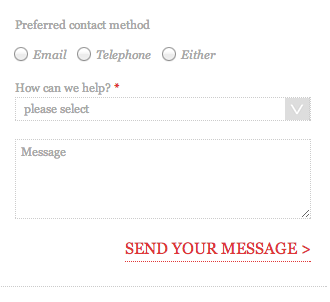 Preferred contact method
Email Telephone Either
How can we help? *
please select
Message
SEND YOUR MESSAGE >